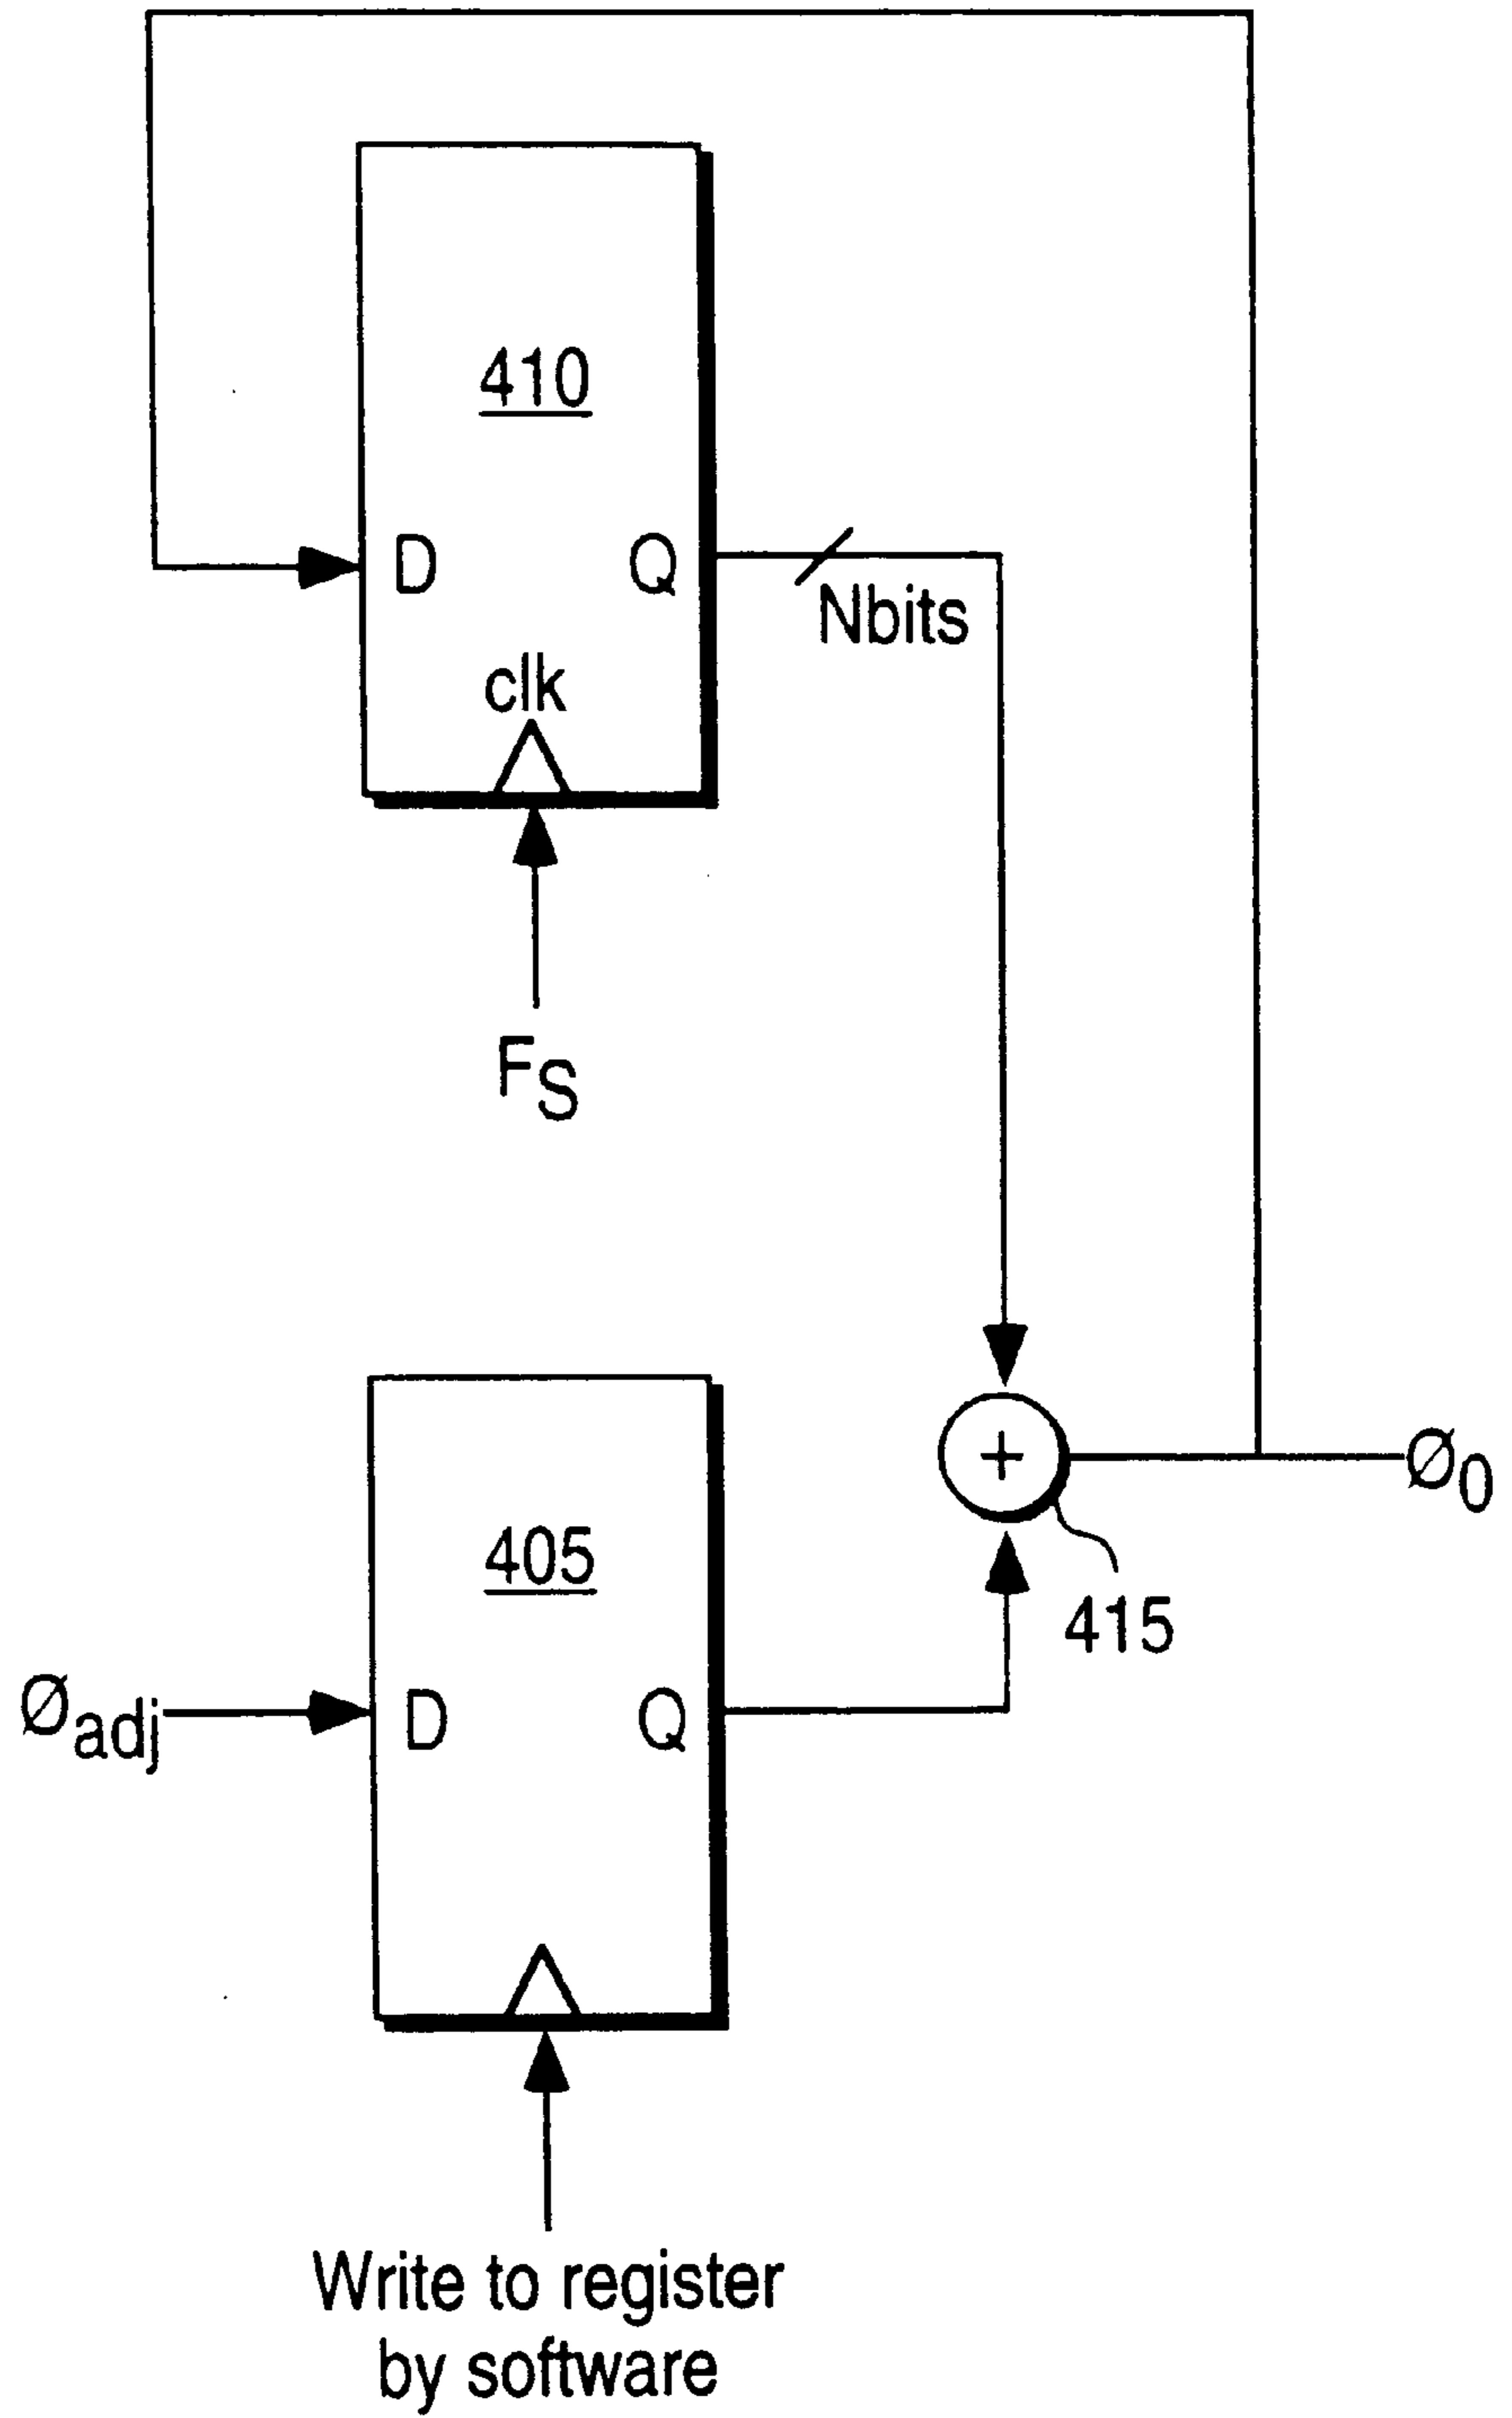 410
D
Q
Nbits
clk
FS
Ø0
405
415
Øadj
D
Q
Write to register
by software